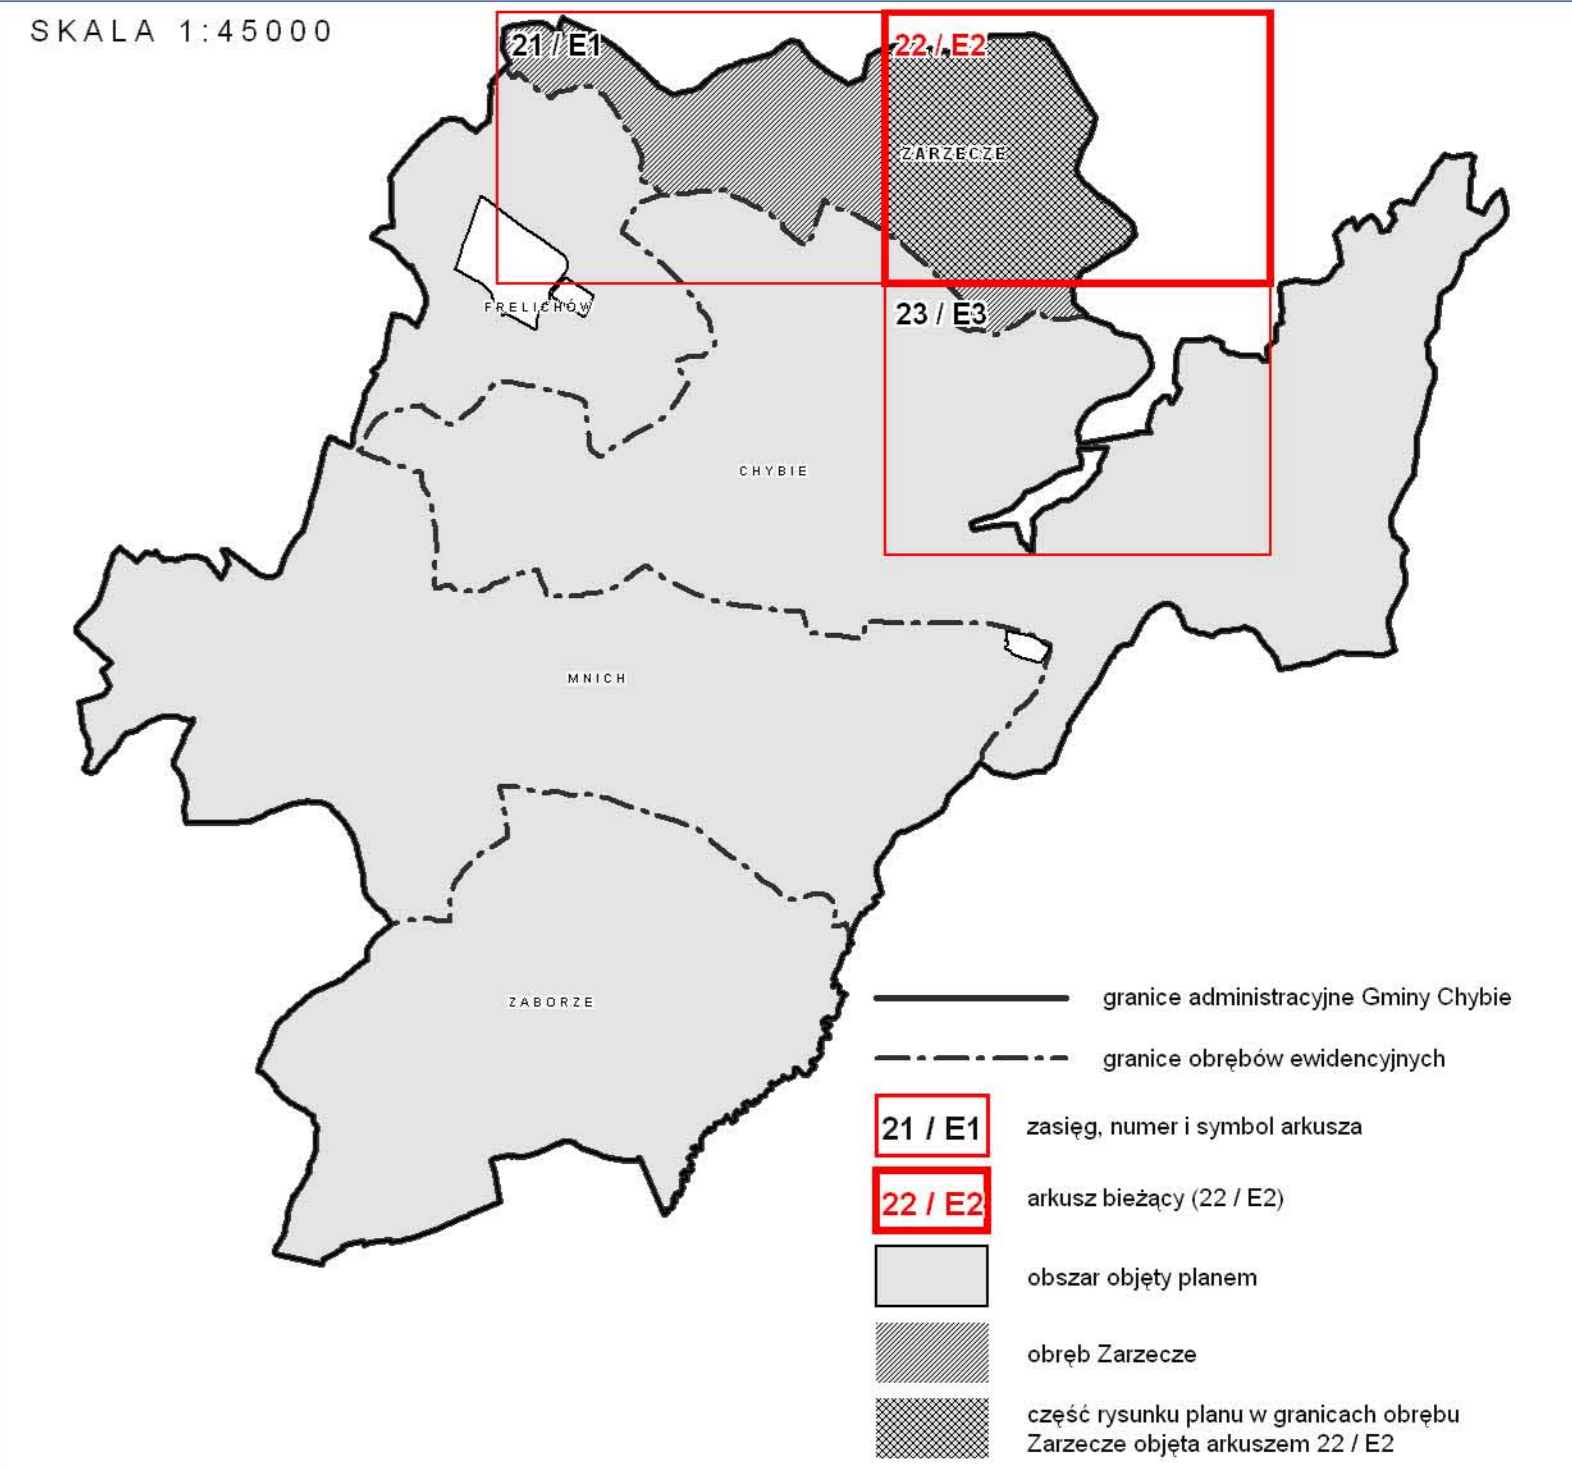 SKALA 1:45000
21 / E1
22 / E2
ZARZECZE
FRELICHÓW
23 / E3
CHYBIE
MNICH
ZABORZE
granice administracyjne Gminy Chybie
granice obrębów ewidencyjnych
21 / E1 zasięg, numer i symbol arkusza
22 / E2 arkusz bieżący (22 / E2)
obszar objęty planem
obręb Zarzecze
część rysunku planu w granicach obrębu
Zarzecze objęta arkuszem 22 / E2